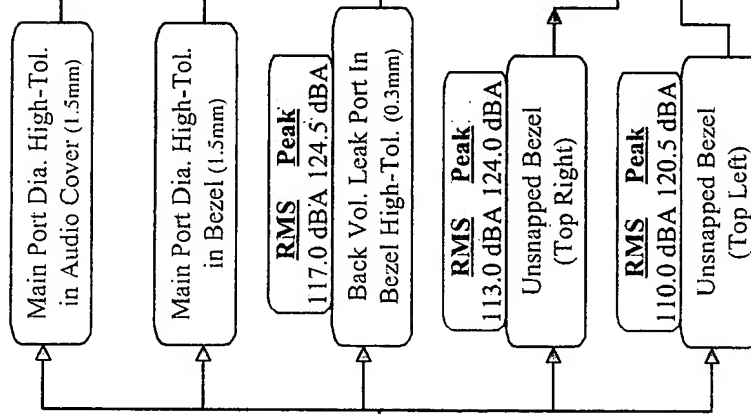 Main Port Dia. High-Tol.
in Audio Cover (1.5mm)
Main Port Dia. High-Tol.
in Bezel (1.5mm)
RMS Peak
117.0 dBA 124.5 dBA
Back Vol. Leak Port In
Bezel High-Tol. (0.3mm)
RMS Peak
113.0 dBA 124.0 dBA
Unsnapped Bezel
(Top Right)
RMS Peak
110.0 dBA 120.5 dBA
Unsnapped Bezel
(Top Left)